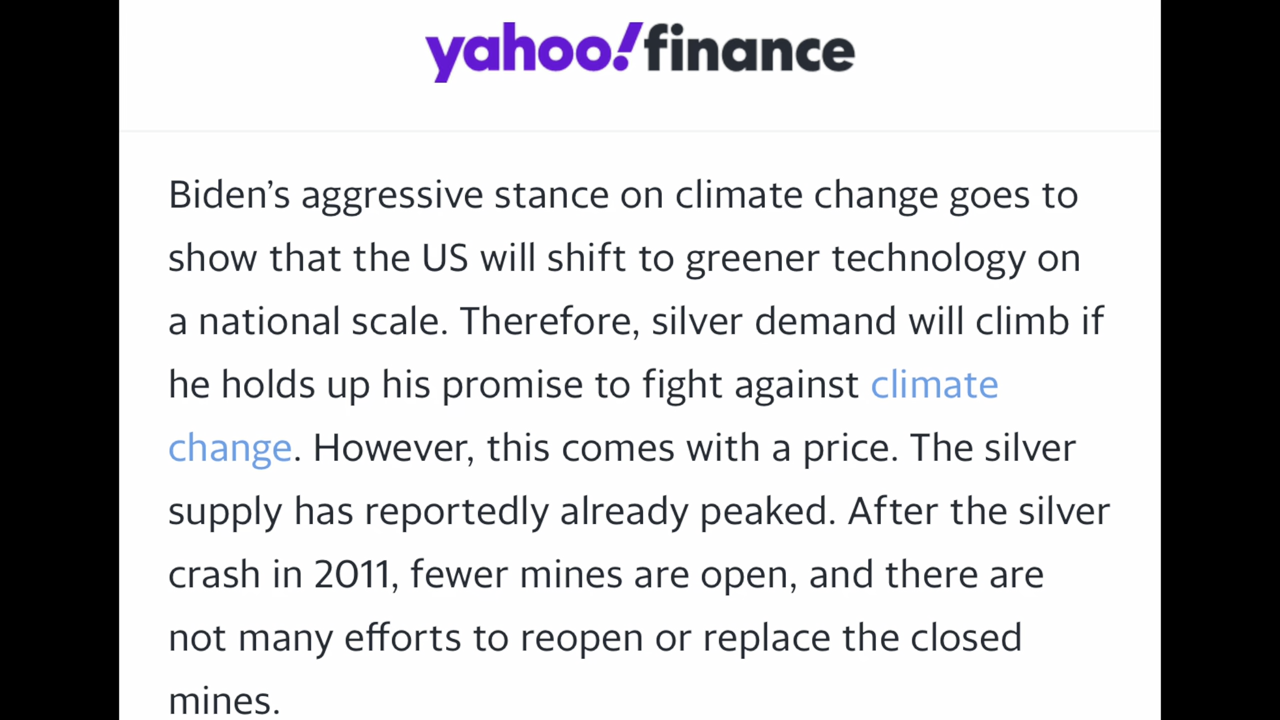 yahoo!finance
Biden’s aggressive stance on climate change goes to
show that the US will shift to greener technology on
a national scale. Therefore, silver demand will climb if
he holds up his promise to fight against climate
change. However, this comes with a price. The silver
supply has reportedly already peaked. After the silver
crash in 2011, fewer mines are open, and there are
not many efforts to reopen or replace the closed
mines.